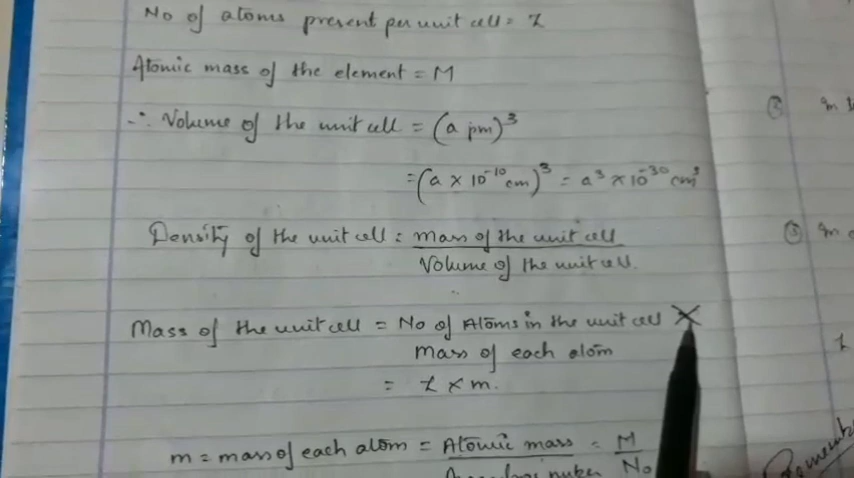 No of atoms present per unit cell = Z
Atomic mass of the element = M
∴ Volume of the unit cell = (a pm)³
= (a × 10⁻¹⁰ cm)³ = a³ × 10⁻³⁰ cm³
Density of the unit cell = mass of the unit cell
Volume of the unit cell.
Mass of the unit cell = No of Atoms in the unit cell ×
mass of each atom
= Z × m.
m = mass of each atom = Atomic mass = M
No